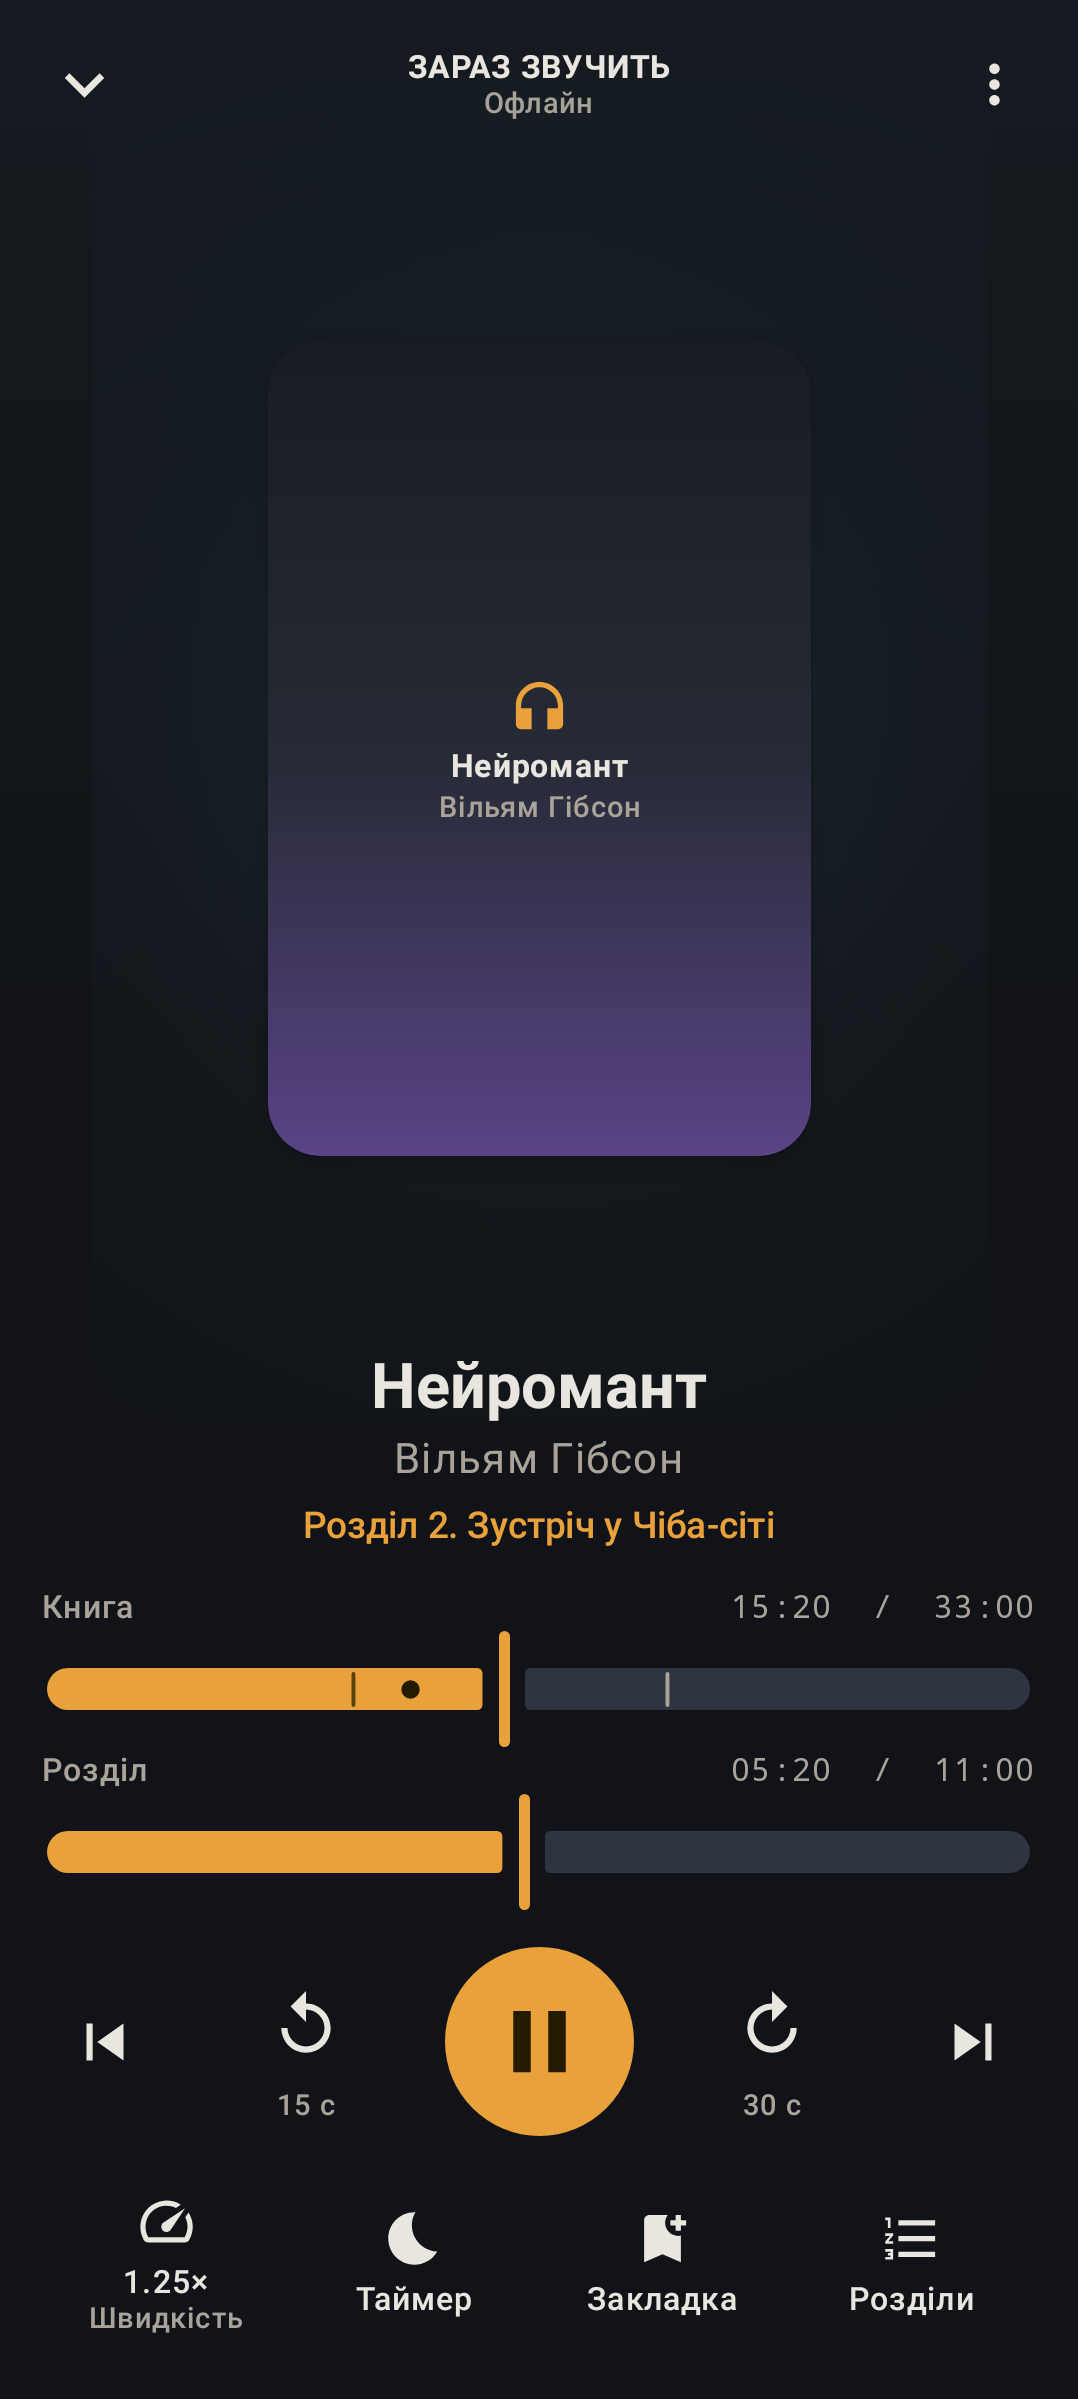 ЗАРАЗ ЗВУЧИТЬ
Офлайн
Нейромант
Вільям Гібсон
Нейромант
Вільям Гібсон
Розділ 2. Зустріч у Чіба-сіті
Книга 15:20 / 33:00
Розділ 05:20 / 11:00
15 с 30 с
1.25×
Швидкість Таймер Закладка Розділи